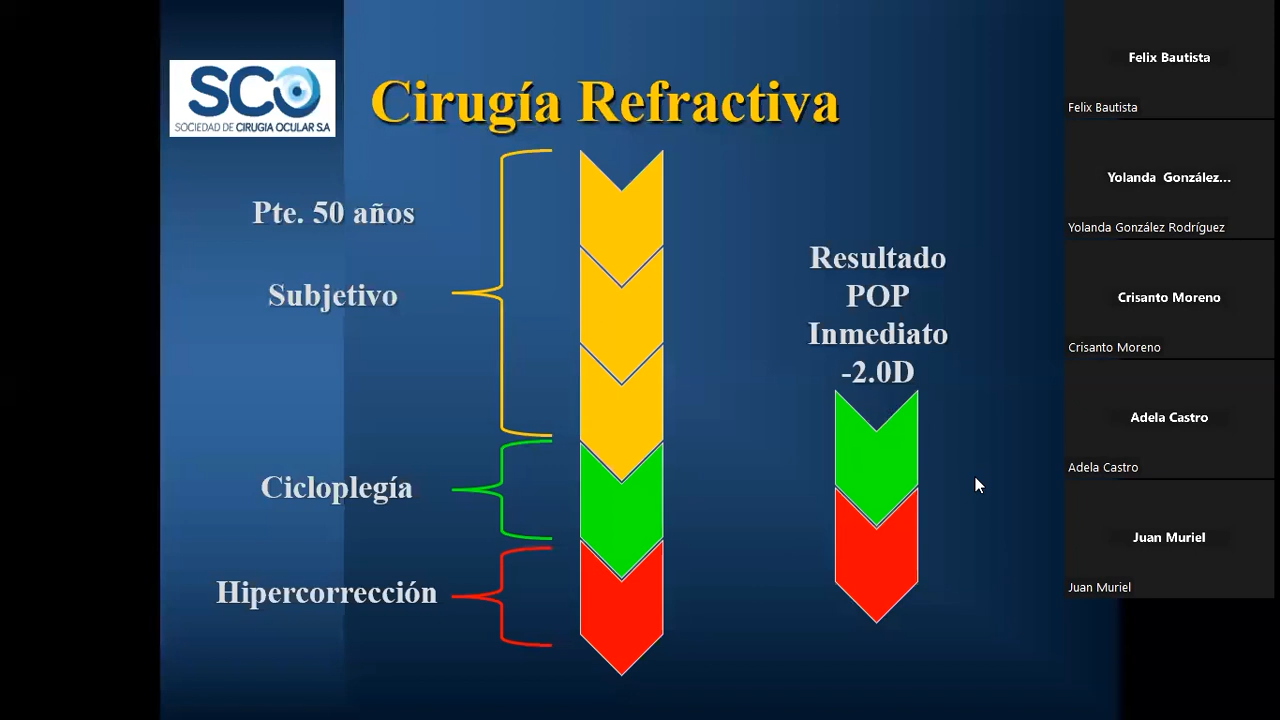 SCO
SOCIEDAD DE CIRUGIA OCULAR S.A
Cirugía Refractiva
Pte. 50 años
Subjetivo
Cicloplegía
Hipercorrección
Resultado
POP
Inmediato
-2.0D
Felix Bautista
Felix Bautista
Yolanda González...
Yolanda González Rodríguez
Crisanto Moreno
Crisanto Moreno
Adela Castro
Adela Castro
Juan Muriel
Juan Muriel